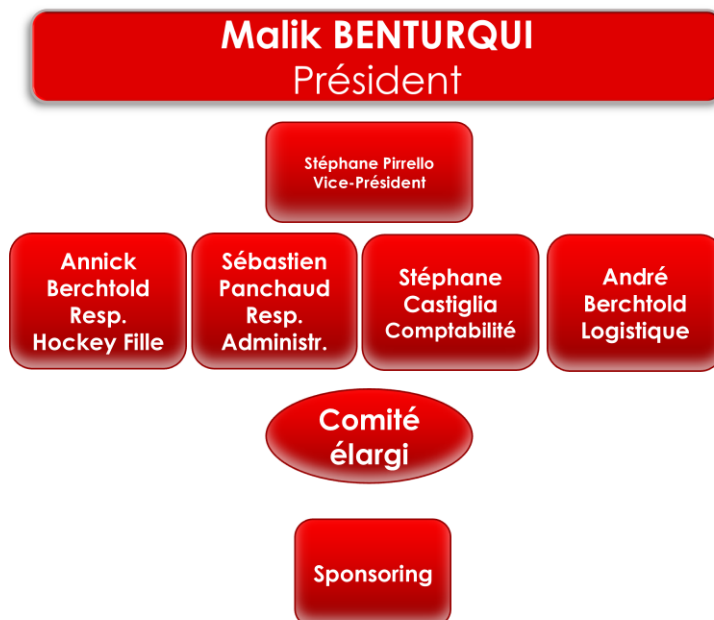 Malik BENTURQUI
Président
Stéphane Pirrello
Vice-Président
Annick
Berchtold
Resp.
Hockey Fille
Sébastien
Panchaud
Resp.
Administr.
Stéphane
Castiglia
Comptabilité
André
Berchtold
Logistique
Comité
élargi
Sponsoring